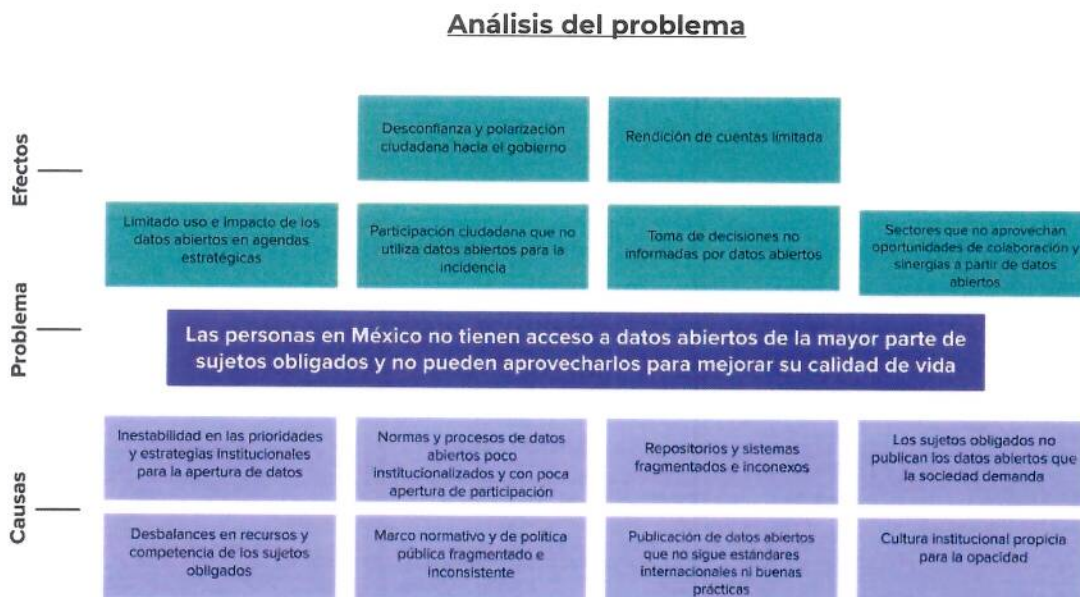 Análisis del problema
Efectos
Desconfianza y polarización
ciudadana hacia el gobierno
Rendición de cuentas limitada
Limitado uso e impacto de los
datos abiertos en agendas
estratégicas
Participación ciudadana que no
utiliza datos abiertos para la
incidencia
Toma de decisiones no
informadas por datos abiertos
Sectores que no aprovechan
oportunidades de colaboración y
sinergias a partir de datos
abiertos
Problema
Las personas en México no tienen acceso a datos abiertos de la mayor parte de
sujetos obligados y no pueden aprovecharlos para mejorar su calidad de vida
Causas
Inestabilidad en las prioridades
y estrategias institucionales
para la apertura de datos
Normas y procesos de datos
abiertos poco
institucionalizados y con poca
apertura de participación
Repositorios y sistemas
fragmentados e inconexos
Los sujetos obligados no
publican los datos abiertos que
la sociedad demanda
Desbalances en recursos y
competencia de los sujetos
obligados
Marco normativo y de política
pública fragmentado e
inconsistente
Publicación de datos abiertos
que no sigue estándares
internacionales ni buenas
prácticas
Cultura institucional propicia
para la opacidad